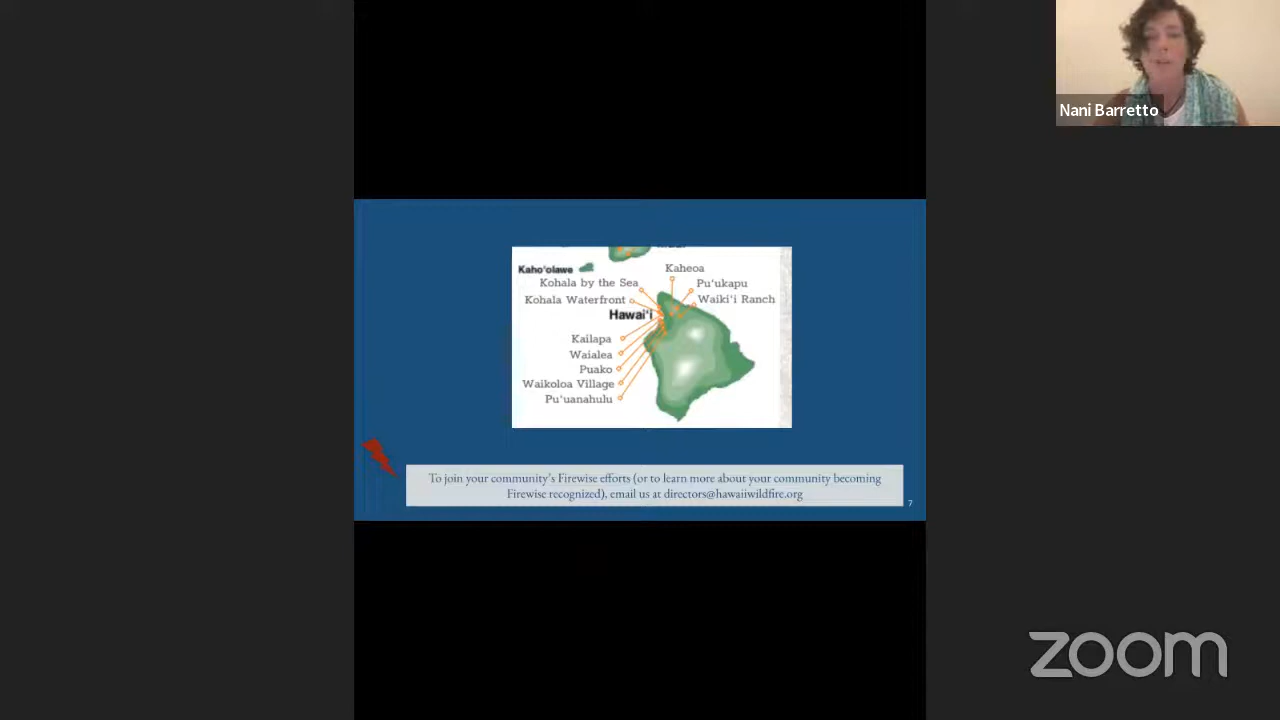 Nani Barretto
Kaho'olawe
Kaheoa
Kohala by the Sea
Pu'ukapu
Kohala Waterfront
Waiki'i Ranch
Hawai'i
Kailapa
Waialea
Puako
Waikoloa Village
Pu'uanahulu
To join your community's Firewise efforts (or to learn more about your community becoming
Firewise recognized), email us at directors@hawaiiwildfire.org
7
zoom